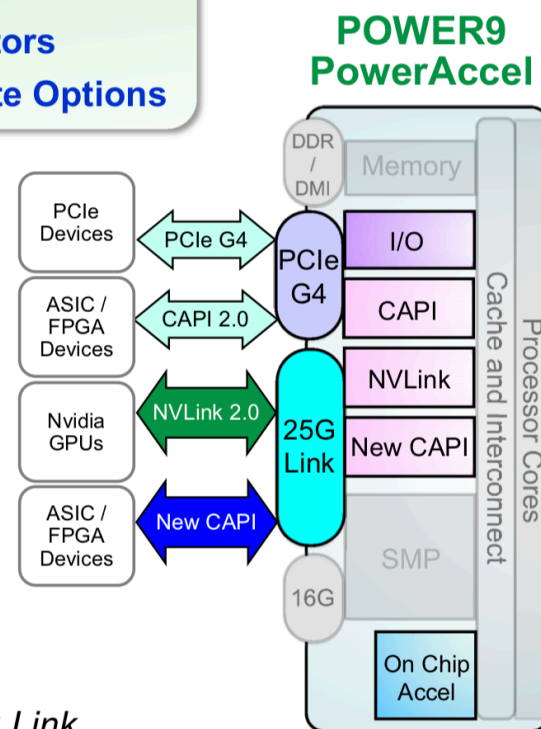 tors
te Options
POWER9
PowerAccel
DDR
/
DMI
Memory
PCIe
Devices
PCIe G4
PCIe
G4
I/O
ASIC /
FPGA
Devices
CAPI 2.0
CAPI
Nvidia
GPUs
NVLink 2.0
25G
Link
NVLink
New CAPI
ASIC /
FPGA
Devices
New CAPI
SMP
16G
On Chip
Accel
Cache and Interconnect
Processor Cores
Link